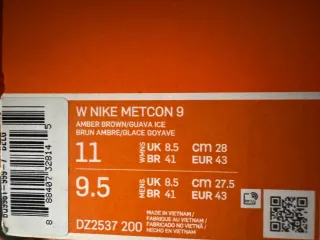 W NIKE METCON 9
AMBER BROWN/GUAVA ICE
BRUN AMBRE/GLACE GOYAVE
11 WMNS UK 8.5 CM 28
BR 41 EUR 43
9.5 MENS UK 8.5 CM 27.5
BR 41 EUR 43
DZ2537 200
MADE IN VIETNAM/
FABRIQUE AU VIETNAM /
FABRICADO NO VIETNÃ/
HECHO EN VIETNAM
88407 32814 5